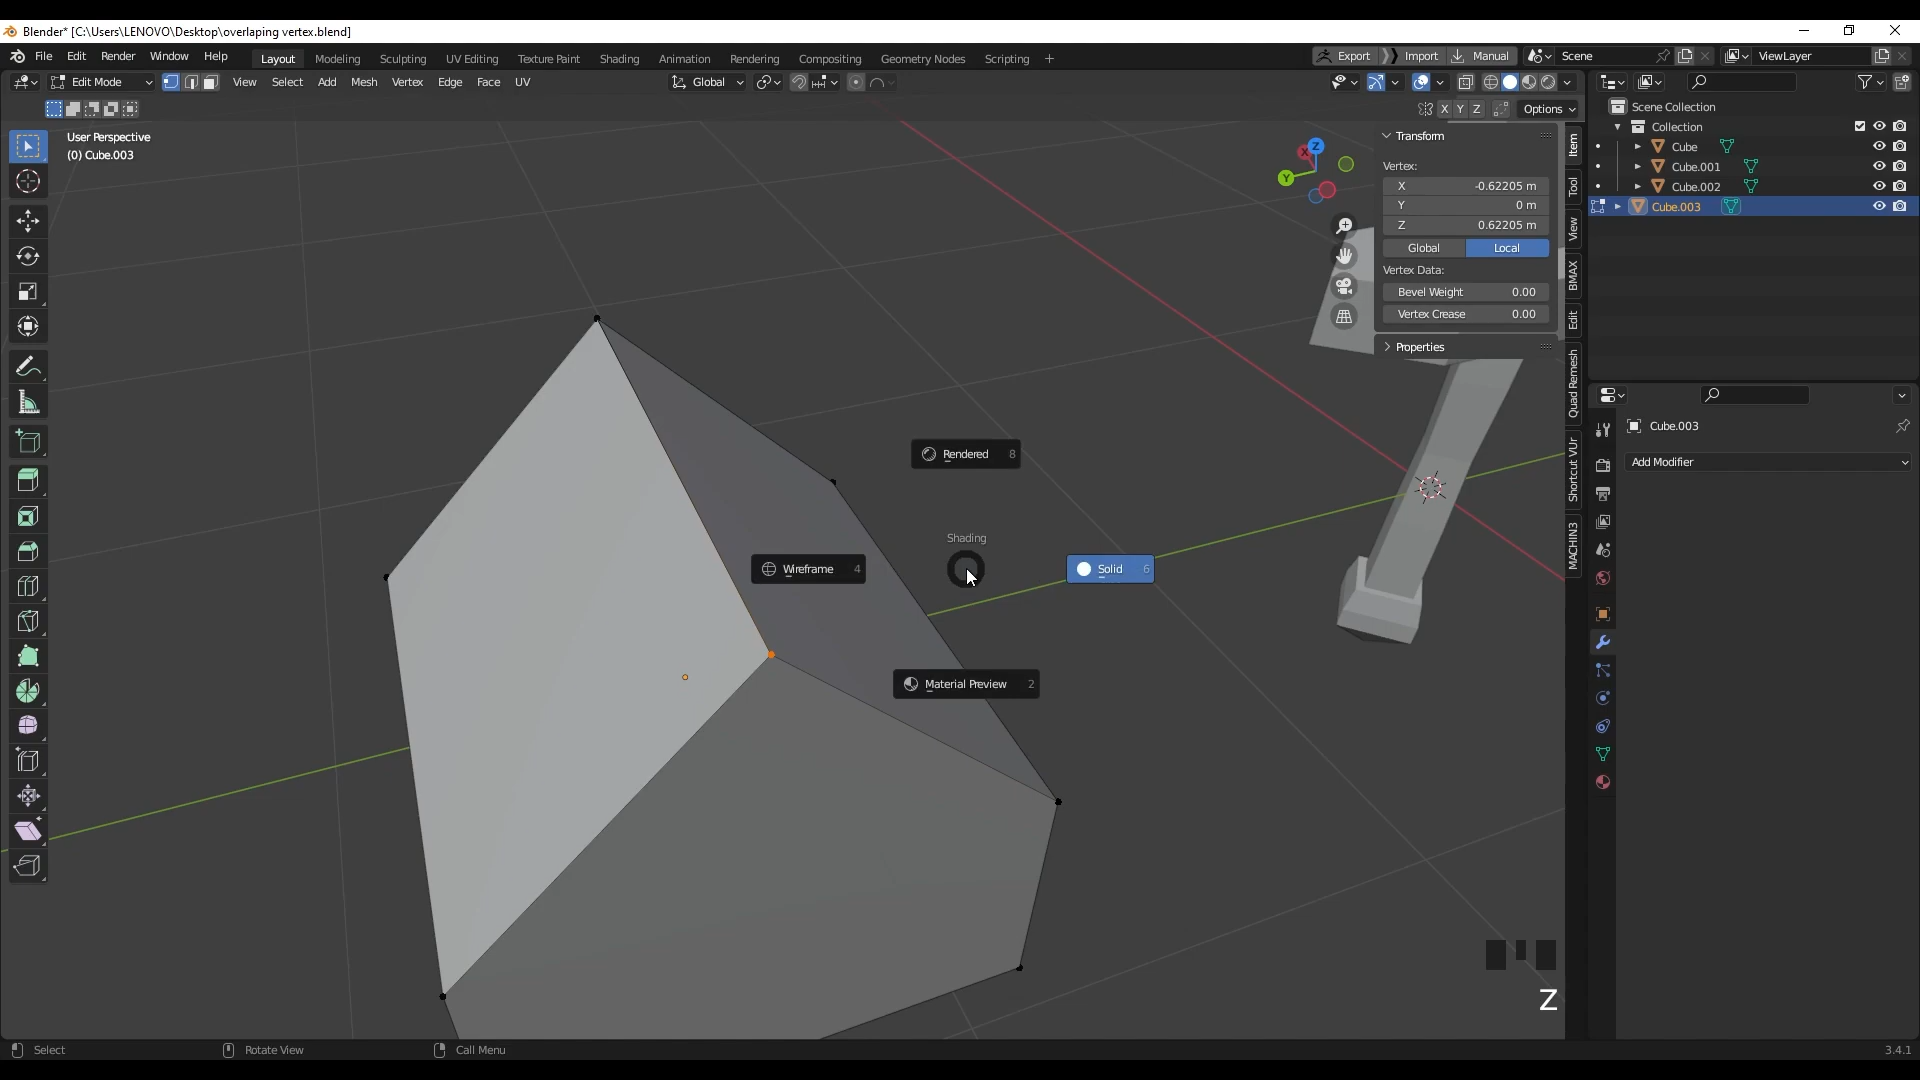 Blender* [C:\Users\LENOVO\Desktop\overlaping vertex.blend]
File Edit Render Window Help Layout Modeling Sculpting UV Editing Texture Paint Shading Animation Rendering Compositing Geometry Nodes Scripting + Export Import Manual Scene ViewLayer
Edit Mode View Select Add Mesh Vertex Edge Face UV Global
X Y Z Options
User Perspective
(0) Cube.003
Z
X
Y
Transform
Vertex:
X -0.62205 m
Y 0 m
Z 0.62205 m
Global Local
Vertex Data:
Bevel Weight 0.00
Vertex Crease 0.00
Properties
Item
Tool
View
BMAX
Edit
Quad Remesh
Shortcut VUr
MACHIN3
Scene Collection
Collection
Cube
Cube.001
Cube.002
Cube.003
Cube.003
Add Modifier
Rendered 8
Shading
Wireframe 4
Solid 6
Material Preview 2
Z
Select Rotate View Call Menu 3.4.1